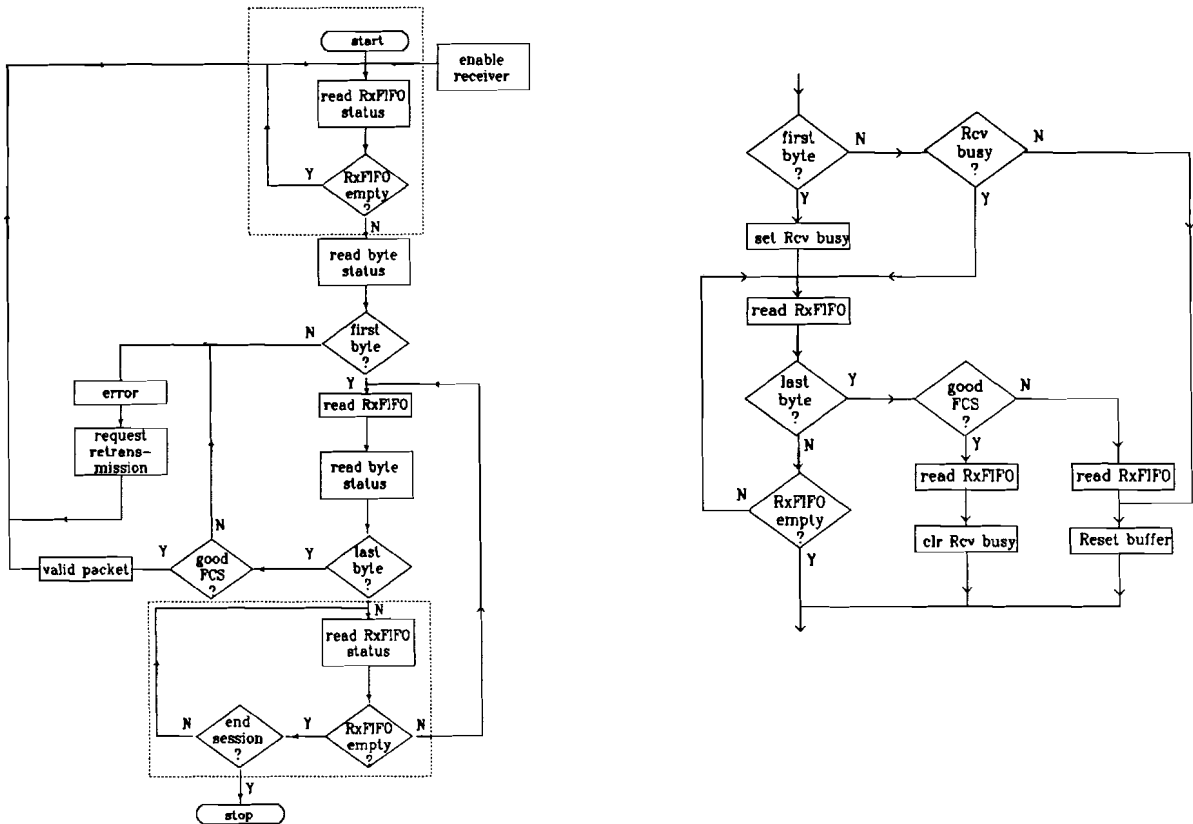 start
enable
receiver
read RxFIFO
status
Y
RxFIFO
empty
?
N
read byte
status
N
first
byte
?
Y
error
read RxFIFO
request
retrans-
mission
read byte
status
N
valid packet
Y
good
FCS
?
Y
last
byte
?
N
read RxFIFO
status
N
end
session
?
Y
RxFIFO
empty
?
N
Y
stop
first
byte
?
N
Rcv
busy
?
N
Y
Y
set Rcv busy
read RxFIFO
last
byte
?
Y
good
FCS
?
N
N
Y
read RxFIFO
read RxFIFO
N
RxFIFO
empty
?
Y
clr Rcv busy
Reset buffer